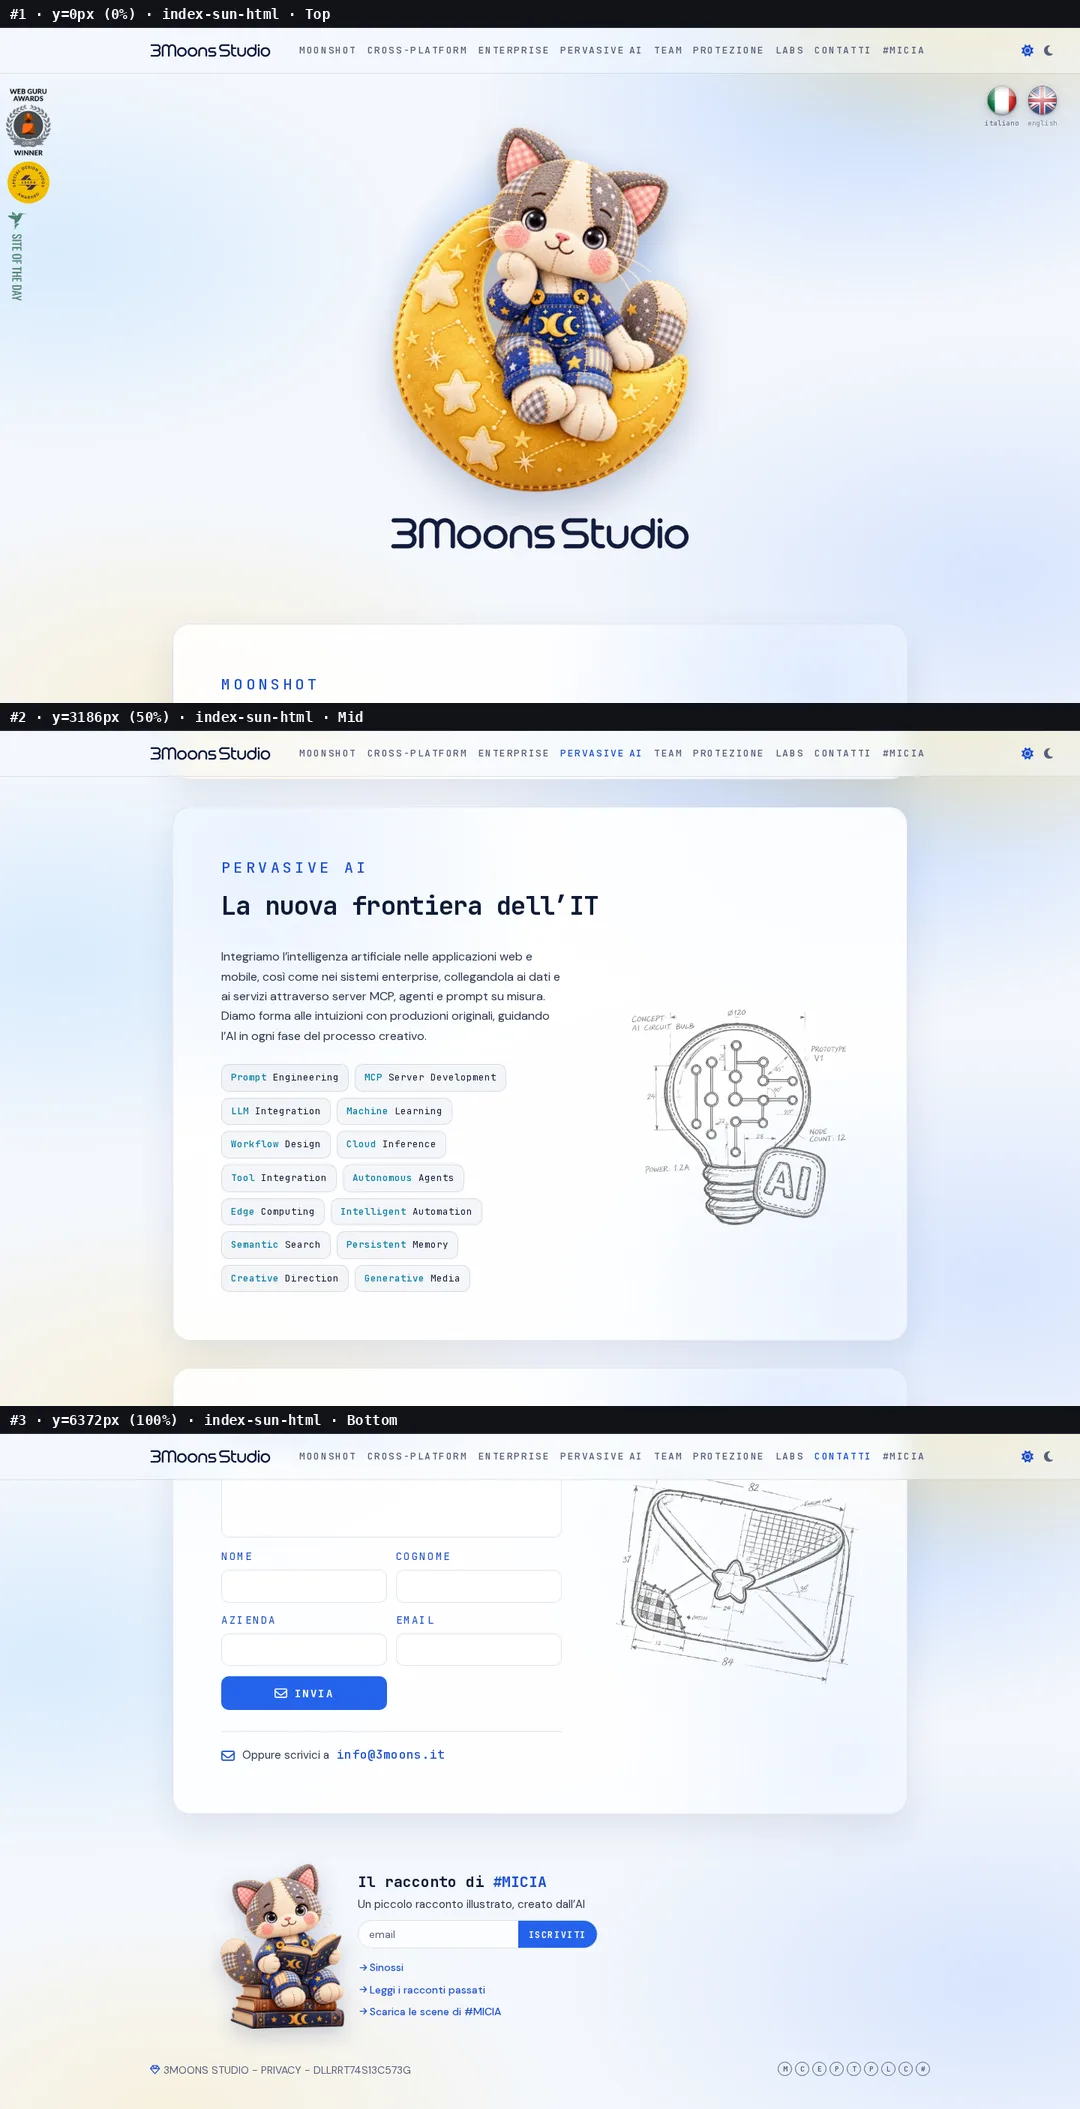 #1 · y=0px (0%) · index-sun-html · Top
3Moons Studio MOONSHOT CROSS-PLATFORM ENTERPRISE PERVASIVE AI TEAM PROTEZIONE LABS CONTATTI #MICIA
WEB GURU
AWARDS
WINNER
SITE OF THE DAY
italiano english
3Moons Studio
MOONSHOT
#2 · y=3186px (50%) · index-sun-html · Mid
3Moons Studio MOONSHOT CROSS-PLATFORM ENTERPRISE PERVASIVE AI TEAM PROTEZIONE LABS CONTATTI #MICIA
PERVASIVE AI
La nuova frontiera dell’IT
Integriamo l’intelligenza artificiale nelle applicazioni web e
mobile, così come nei sistemi enterprise, collegandola ai dati e
ai servizi attraverso server MCP, agenti e prompt su misura.
Diamo forma alle intuizioni con produzioni originali, guidando
l’AI in ogni fase del processo creativo.
Prompt Engineering MCP Server Development
LLM Integration Machine Learning
Workflow Design Cloud Inference
Tool Integration Autonomous Agents
Edge Computing Intelligent Automation
Semantic Search Persistent Memory
Creative Direction Generative Media
CONCEPT
AI CIRCUIT BULB
Ø120
PROTOTYPE
V1
24
NODE
COUNT: 12
28
POWER: 1.2A
AI
#3 · y=6372px (100%) · index-sun-html · Bottom
3Moons Studio MOONSHOT CROSS-PLATFORM ENTERPRISE PERVASIVE AI TEAM PROTEZIONE LABS CONTATTI #MICIA
82
NOME COGNOME
AZIENDA EMAIL
INVIA
84
Oppure scrivici a info@3moons.it
Il racconto di #MICIA
Un piccolo racconto illustrato, creato dall’AI
email ISCRIVITI
→ Sinossi
→ Leggi i racconti passati
→ Scarica le scene di #MICIA
3MOONS STUDIO - PRIVACY - DLLRRT74S13C573G
M C E P T P L C #